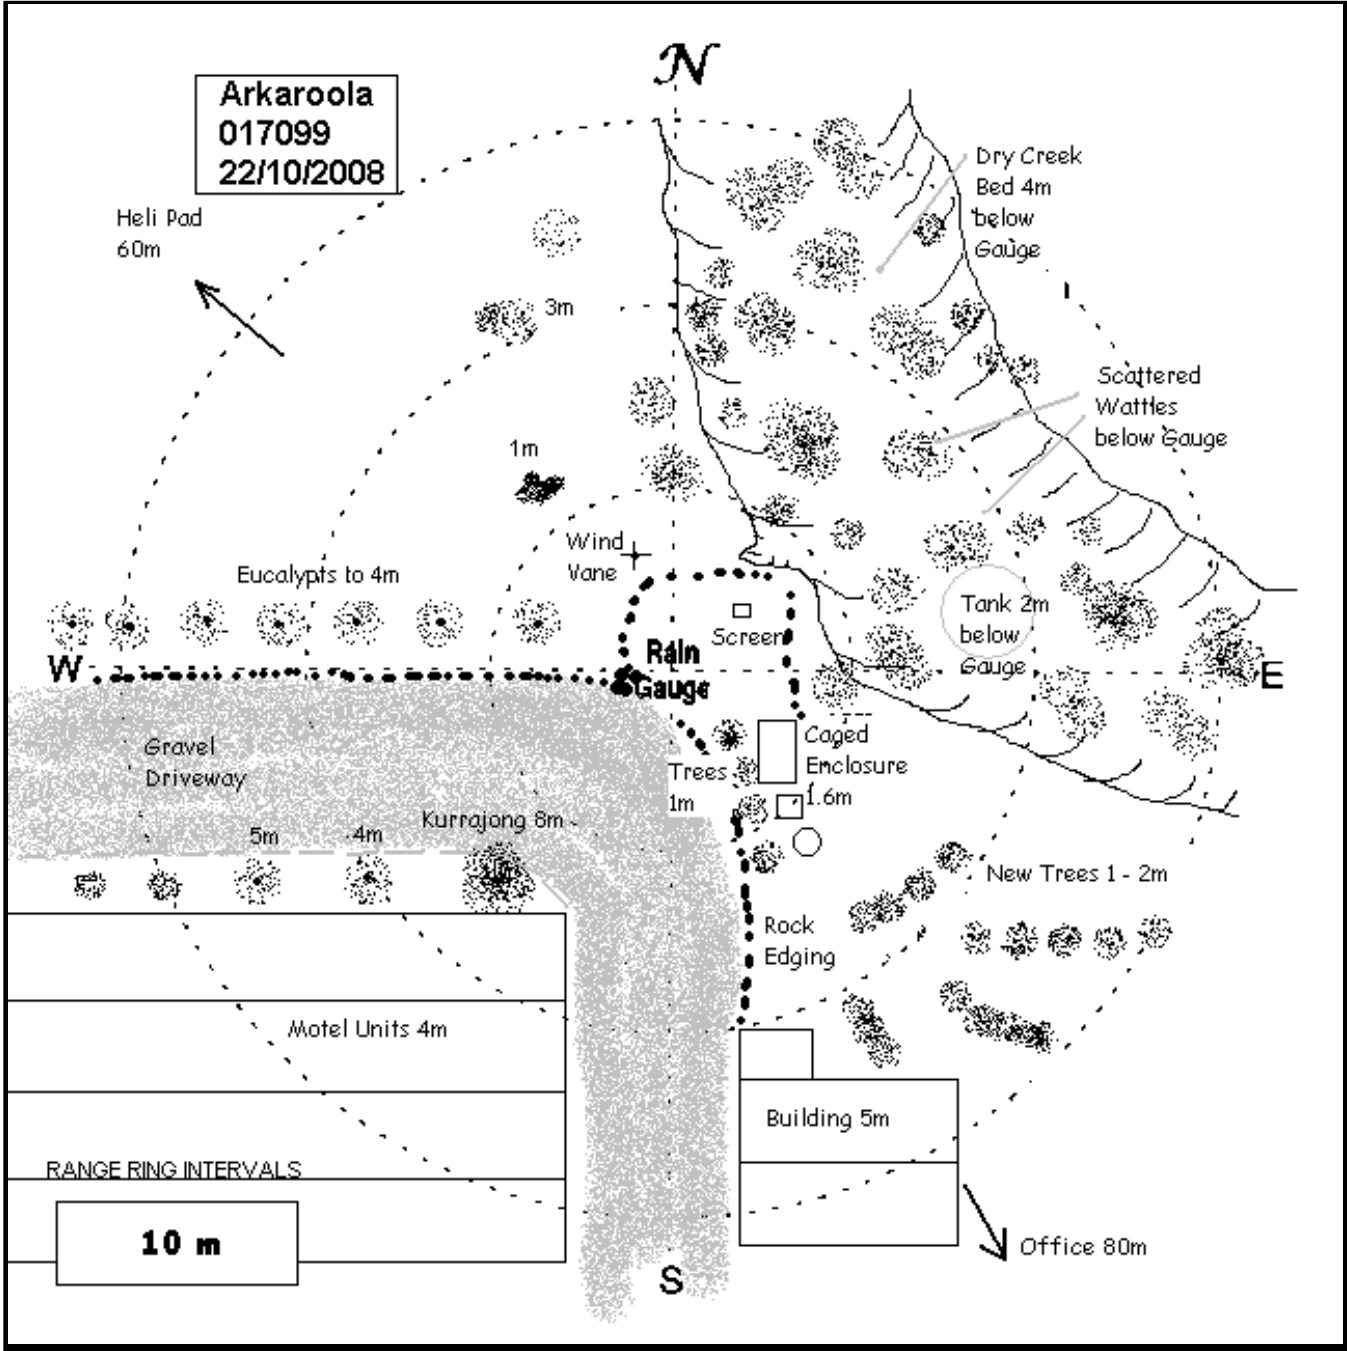 N
Arkaroola
017099
22/10/2008
Heli Pad
60m
Dry Creek
Bed 4m
below
Gauge
3m
Scattered
Wattles
below Gauge
1m
Wind
Vane
Eucalypts to 4m
Screen
Tank 2m
below
Gauge
W
Rain
Gauge
E
Gravel
Driveway
Trees
1m
Caged
Enclosure
1.6m
5m
4m
Kurrajong 8m
New Trees 1 - 2m
Rock
Edging
Motel Units 4m
Building 5m
RANGE RING INTERVALS
10 m
Office 80m
S